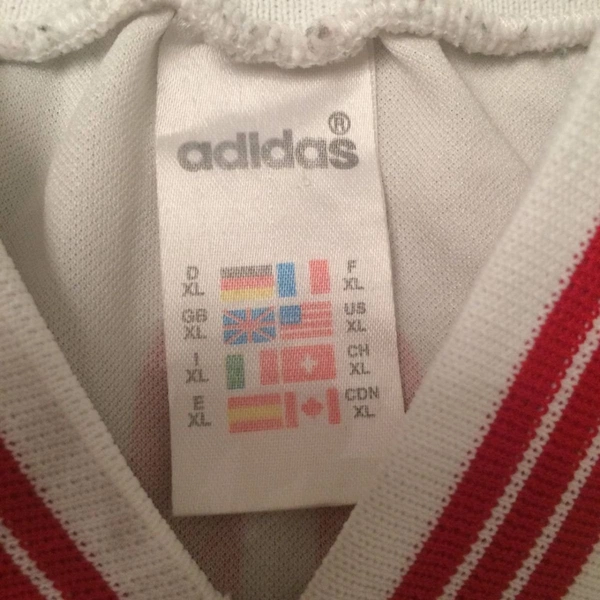 adidas®
D XL F XL
GB XL US XL
I XL CH XL
E XL CDN XL